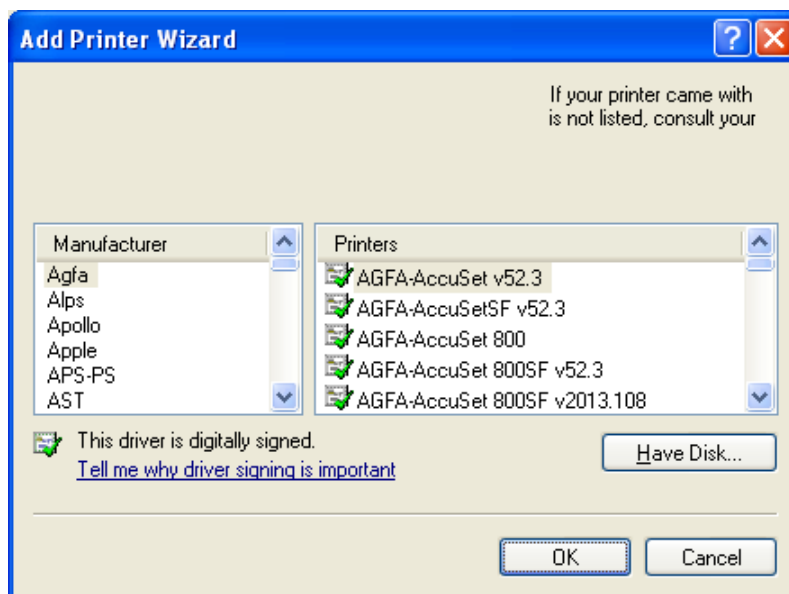 Add Printer Wizard
If your printer came with
is not listed, consult your
Manufacturer
Agfa
Alps
Apollo
Apple
APS-PS
AST
Printers
AGFA-AccuSet v52.3
AGFA-AccuSetSF v52.3
AGFA-AccuSet 800
AGFA-AccuSet 800SF v52.3
AGFA-AccuSet 800SF v2013.108
This driver is digitally signed.
Tell me why driver signing is important
Have Disk...
OK
Cancel